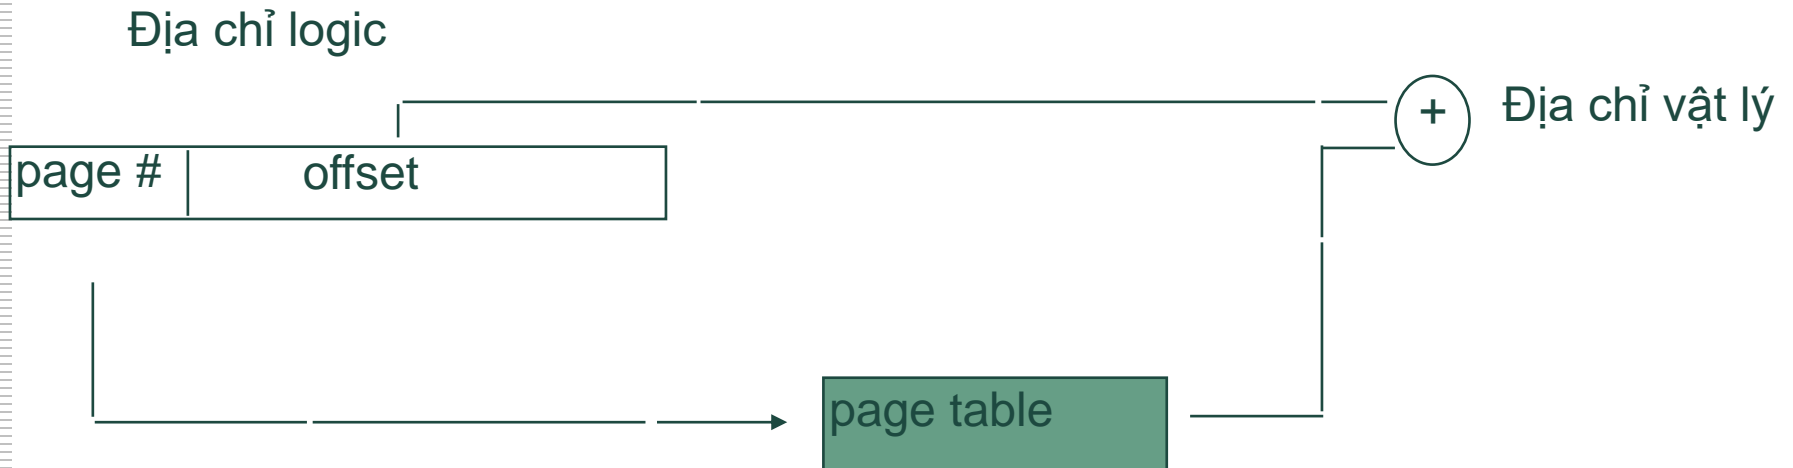 Địa chỉ logic
+
Địa chỉ vật lý
page #
offset
page table